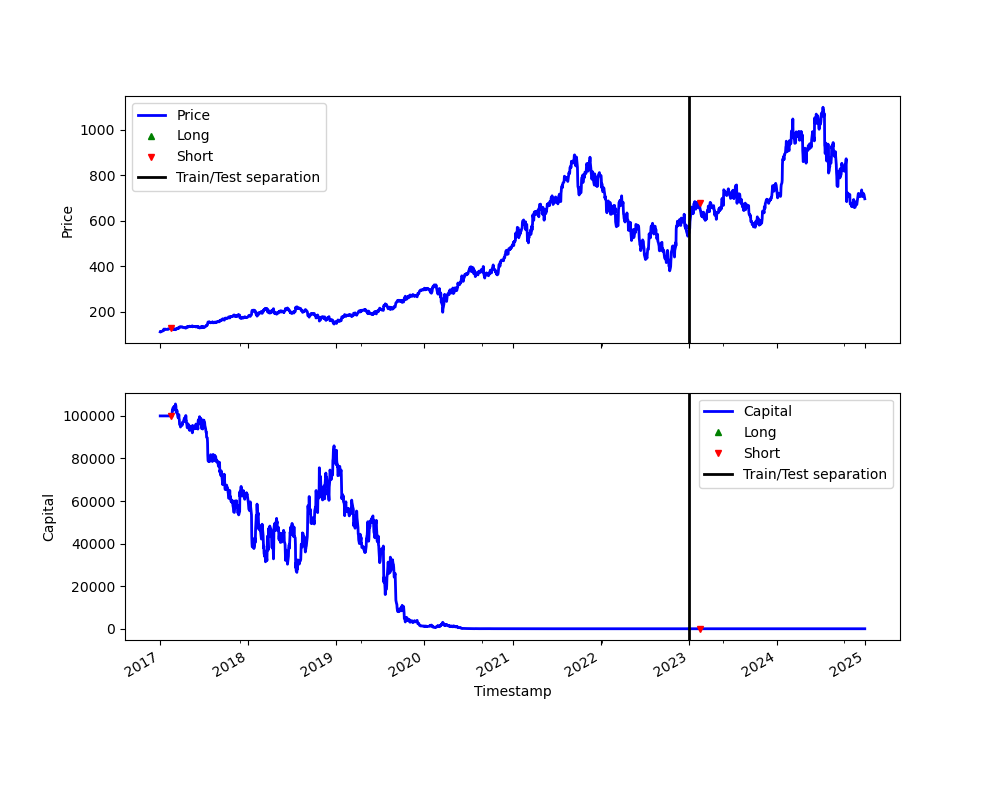 Price
Long
Short
Train/Test separation
1000
800
600
400
200
Price
Capital
Long
Short
Train/Test separation
100000
80000
60000
40000
20000
0
Capital
2017
2018
2019
2020
2021
2022
2023
2024
2025
Timestamp